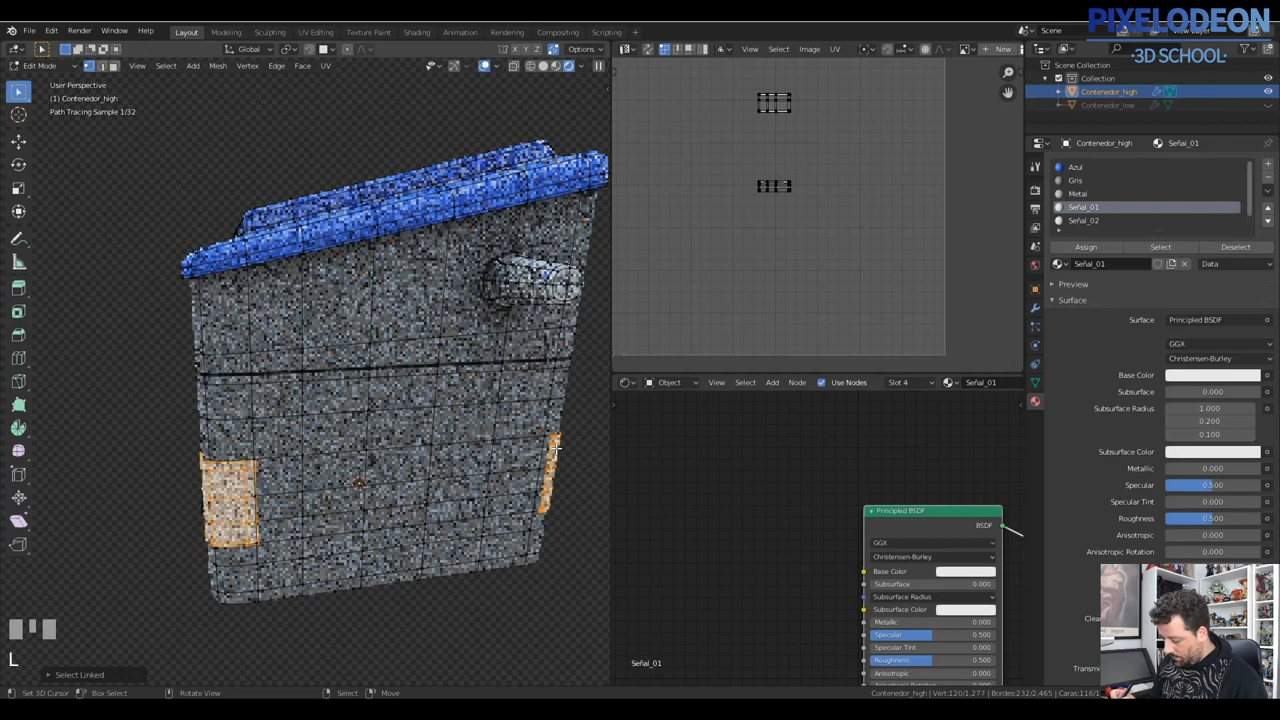 PIXELODEON
·3D SCHOOL·
File Edit Render Window Help
Layout Modeling Sculpting UV Editing Texture Paint Shading Animation Rendering Compositing Scripting
Scene
Global Options
View Select Image UV New
Edit Mode View Select Add Mesh Vertex Edge Face UV
User Perspective
(1) Contenedor_high
Path Tracing Sample 1/32
Scene Collection
Collection
Contenedor_high
Contenedor_low
Contenedor_high Señal_01
Azul
Gris
Metal
Señal_01
Señal_02
Assign Select Deselect
Señal_01 Data
Preview
Surface
Surface Principled BSDF
GGX
Christensen-Burley
Base Color
Subsurface 0.000
Subsurface Radius 1.000
0.200
0.100
Subsurface Color
Metallic 0.000
Specular 0.500
Specular Tint 0.000
Roughness 0.500
Anisotropic 0.000
Anisotropic Rotation 0.000
Object View Select Add Node Use Nodes Slot 4 Señal_01
Principled BSDF
BSDF
GGX
Christensen-Burley
Base Color
Subsurface 0.000
Subsurface Radius
Subsurface Color
Metallic 0.000
Specular 0.500
Specular Tint 0.000
Roughness 0.500
Anisotropic 0.000
Señal_01
L
Select Linked
Set 3D Cursor Box Select Rotate View Select Move
Contenedor_high | Vert:120/1,277 | Bordes:232/2,465 | Caras:116/1